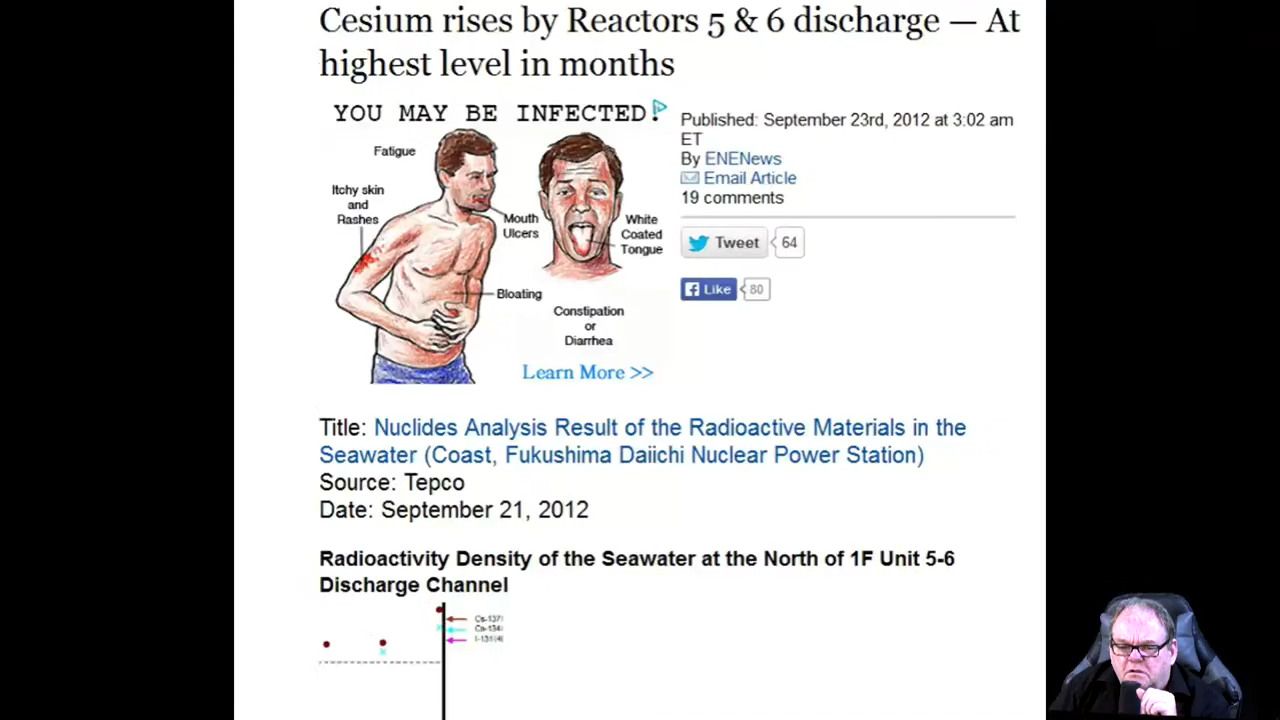 Cesium rises by Reactors 5 & 6 discharge — At
highest level in months
YOU MAY BE INFECTED!
Fatigue
Itchy skin
and
Rashes
Mouth
Ulcers
White
Coated
Tongue
Bloating
Constipation
or
Diarrhea
Learn More >>
Published: September 23rd, 2012 at 3:02 am
ET
By ENENews
Email Article
19 comments
Tweet 64
Like 80
Title: Nuclides Analysis Result of the Radioactive Materials in the
Seawater (Coast, Fukushima Daiichi Nuclear Power Station)
Source: Tepco
Date: September 21, 2012
Radioactivity Density of the Seawater at the North of 1F Unit 5-6
Discharge Channel